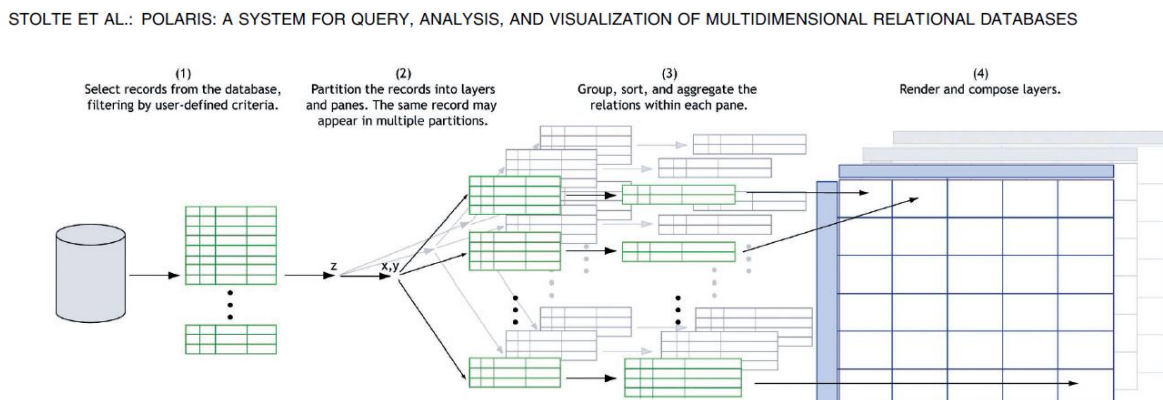 STOLTE ET AL.: POLARIS: A SYSTEM FOR QUERY, ANALYSIS, AND VISUALIZATION OF MULTIDIMENSIONAL RELATIONAL DATABASES
(1)
Select records from the database,
filtering by user-defined criteria.
(2)
Partition the records into layers
and panes. The same record may
appear in multiple partitions.
(3)
Group, sort, and aggregate the
relations within each pane.
(4)
Render and compose layers.
z
x,y